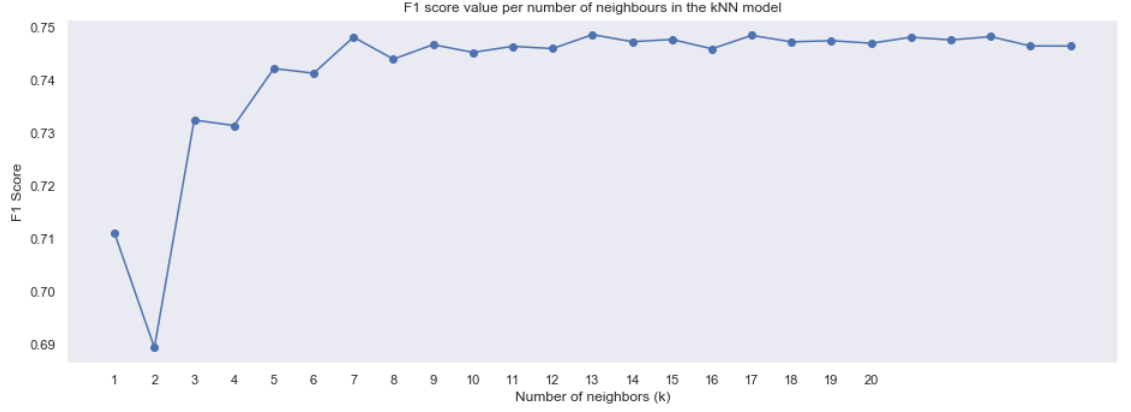 F1 score value per number of neighbours in the kNN model
0.75
0.74
0.73
0.72
0.71
0.70
0.69
F1 Score
1 2 3 4 5 6 7 8 9 10 11 12 13 14 15 16 17 18 19 20
Number of neighbors (k)